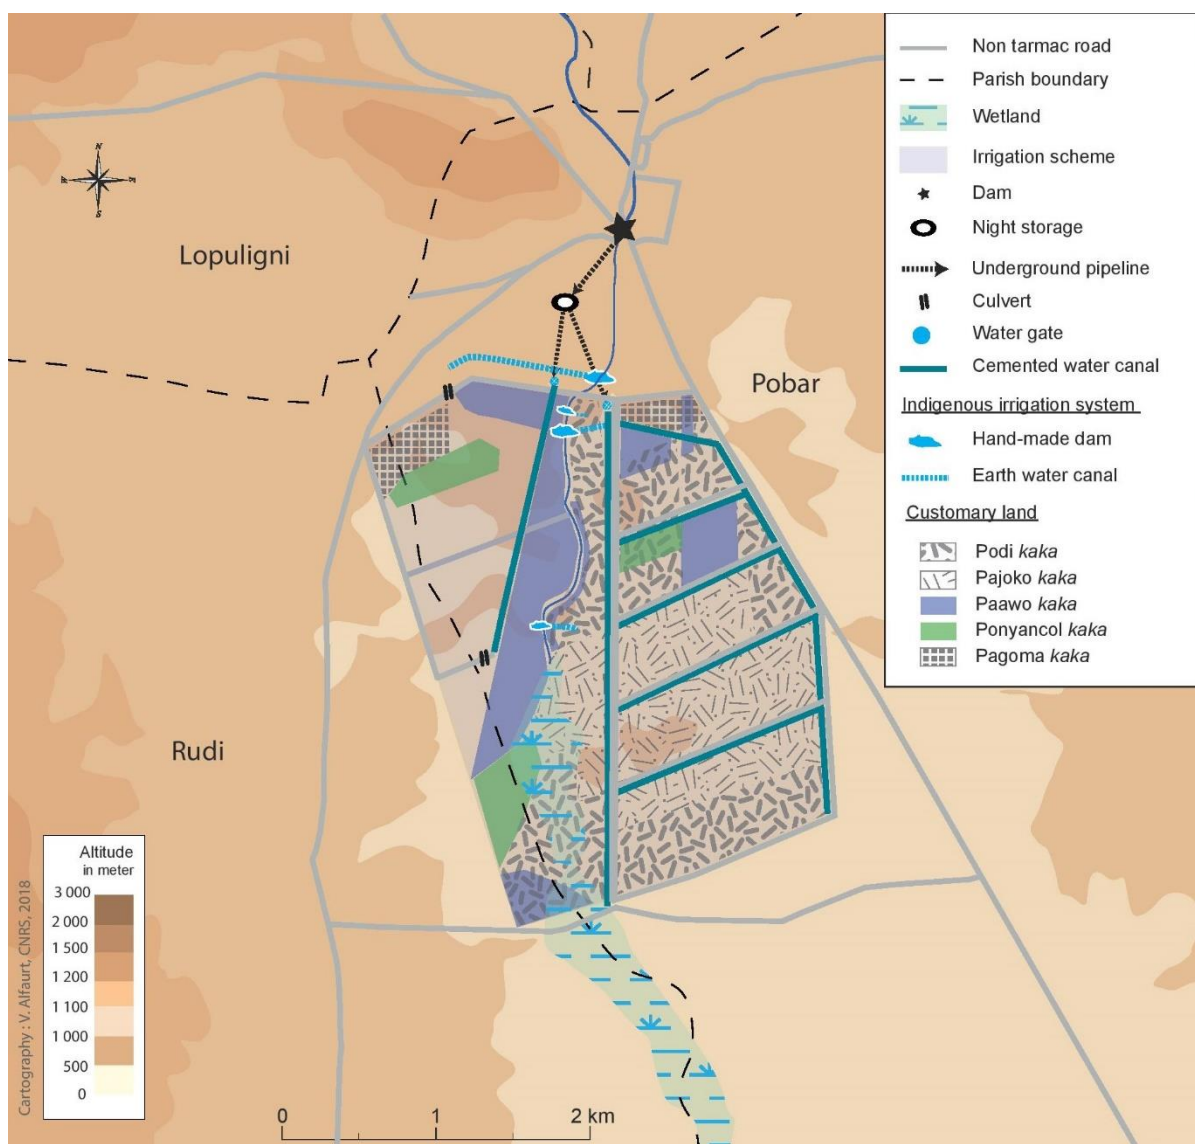 Non tarmac road
Parish boundary
Wetland
Irrigation scheme
Dam
Night storage
Underground pipeline
Culvert
Water gate
Cemented water canal
Indigenous irrigation system
Hand-made dam
Earth water canal
Customary land
Podi kaka
Pajoko kaka
Paawo kaka
Ponyancol kaka
Pagoma kaka
N
S
Lopuligni
Pobar
Rudi
Altitude
in meter
3 000
2 000
1 500
1 200
1 100
1 000
500
0
Cartography : V. Alfaurt, CNRS, 2018
0 1 2 km